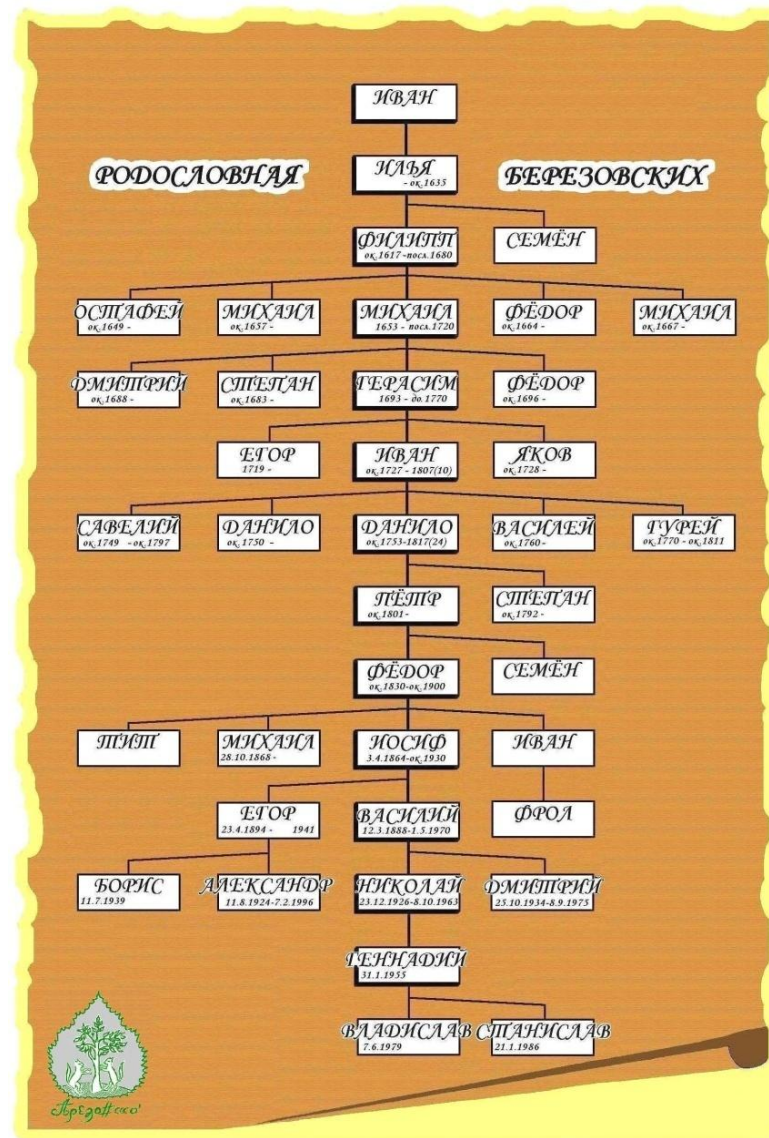 ИВАН
РОДОСЛОВНАЯ
БЕРЕЗОВСКИХ
ИЛЬЯ
- ок.1635
ФИЛИПП
ок.1617 -посл.1680
СЕМЁН
ОСТАФЕЙ
ок.1649 -
МИХАИЛ
ок.1657 -
МИХАИЛ
1653 - посл.1720
ФЁДОР
ок.1664 -
МИХАИЛ
ок.1667 -
ДМИТРИЙ
ок.1688 -
СТЕПАН
ок.1683 -
ГЕРАСИМ
1693 - до.1770
ФЁДОР
ок.1696 -
ЕГОР
1719 -
ИВАН
ок.1727 - 1807(10)
ЯКОВ
ок.1728 -
САВЕЛИЙ
ок.1749 - ок.1797
ДАНИЛО
ок.1750 -
ДАНИЛО
ок.1753-1817(24)
ВАСИЛЕЙ
ок.1760-
ГУРЕЙ
ок.1770 - ок.1811
ПЁТР
ок.1801-
СТЕПАН
ок.1792 -
ФЁДОР
ок.1830-ок.1900
СЕМЁН
ТИТ
МИХАИЛ
28.10.1868-
ИОСИФ
3.4.1864-ок.1930
ИВАН
ЕГОР
23.4.1894 - 1941
ВАСИЛИЙ
12.3.1888-1.5.1970
ФРОЛ
БОРИС
11.7.1939
АЛЕКСАНДР
11.8.1924-7.2.1996
НИКОЛАЙ
23.12.1926-8.10.1963
ДМИТРИЙ
25.10.1934-8.9.1975
ГЕННАДИЙ
31.1.1955
ВЛАДИСЛАВ
7.6.1979
СТАНИСЛАВ
21.1.1986